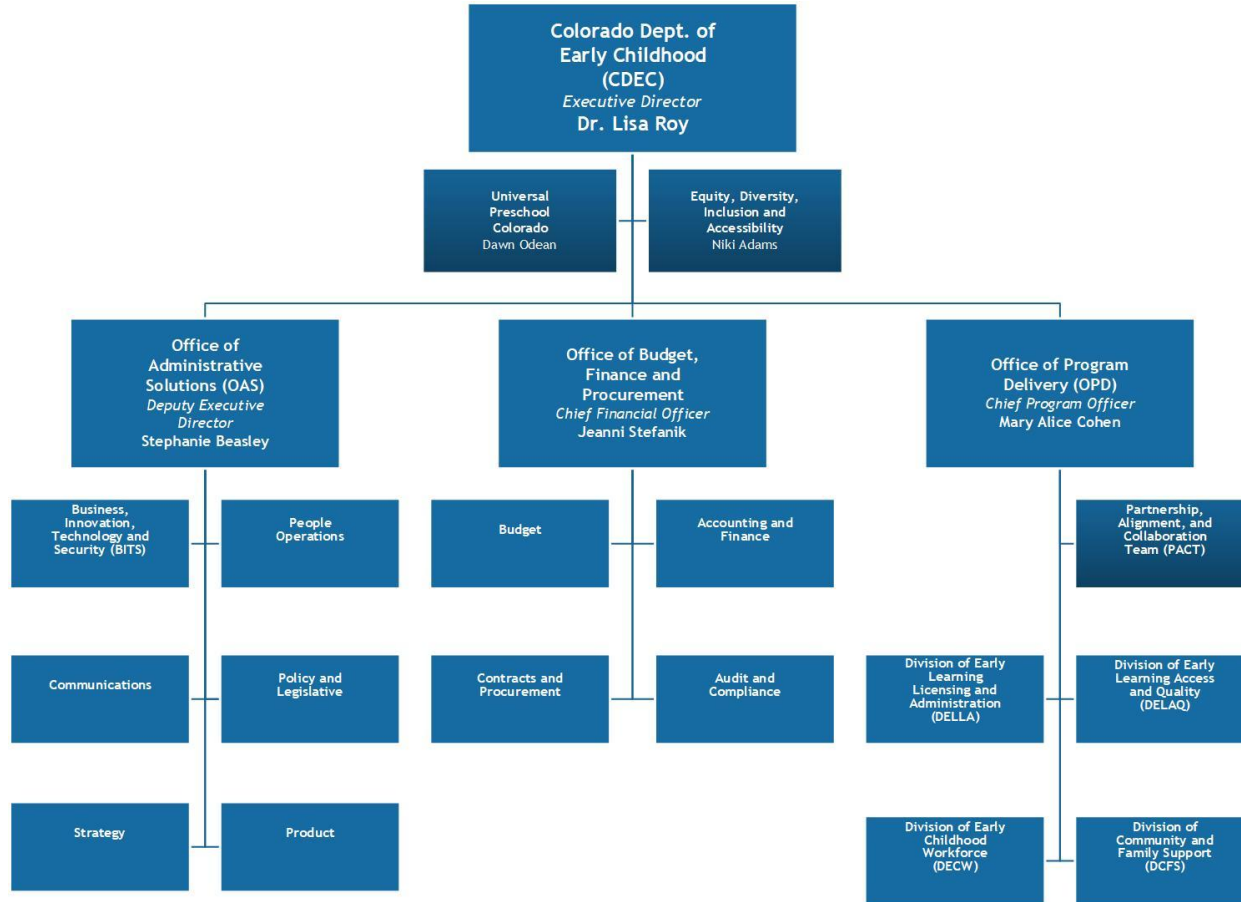 Colorado Dept. of
Early Childhood
(CDEC)
Executive Director
Dr. Lisa Roy
Universal
Preschool
Colorado
Dawn Odean
Equity, Diversity,
Inclusion and
Accessibility
Niki Adams
Office of
Administrative
Solutions (OAS)
Deputy Executive
Director
Stephanie Beasley
Office of Budget,
Finance and
Procurement
Chief Financial Officer
Jeanni Stefanik
Office of Program
Delivery (OPD)
Chief Program Officer
Mary Alice Cohen
Business,
Innovation,
Technology and
Security (BITS)
People
Operations
Budget
Accounting and
Finance
Partnership,
Alignment, and
Collaboration
Team (PACT)
Communications
Policy and
Legislative
Contracts and
Procurement
Audit and
Compliance
Division of Early
Learning
Licensing and
Administration
(DELLA)
Division of Early
Learning Access
and Quality
(DELAQ)
Strategy
Product
Division of Early
Childhood
Workforce
(DECW)
Division of
Community and
Family Support
(DCFS)